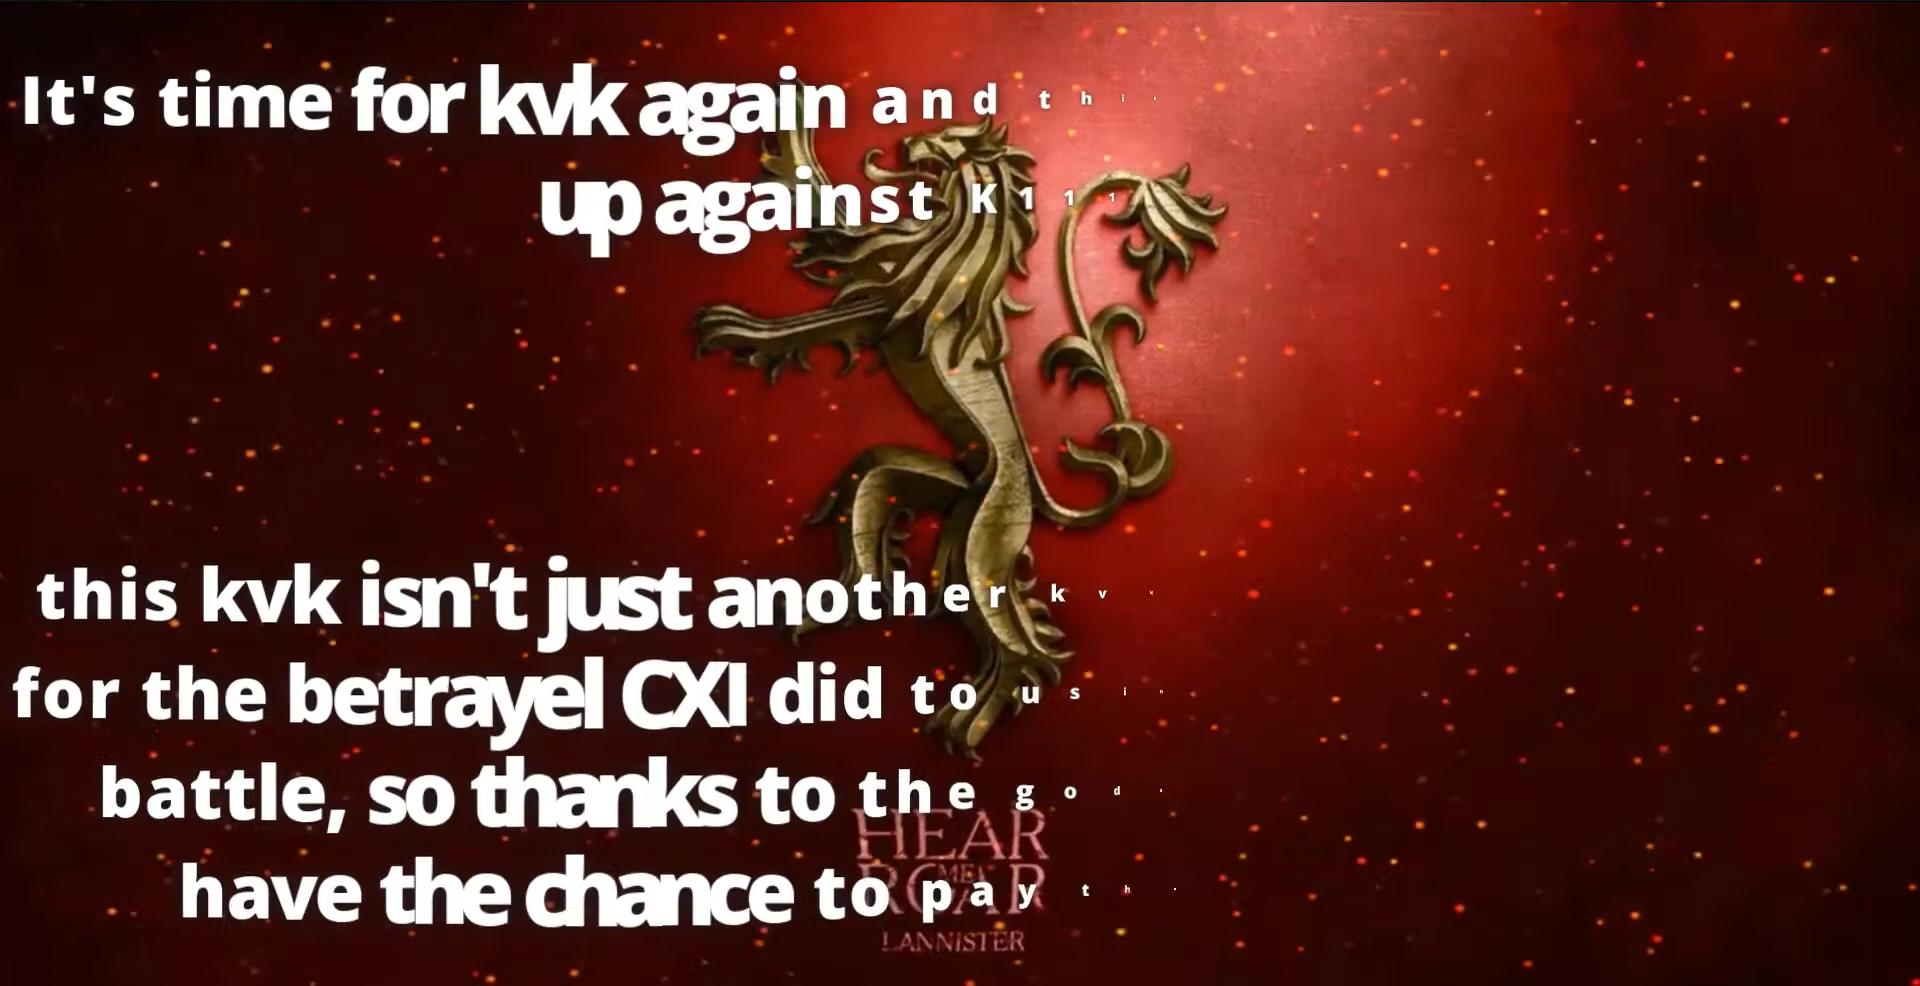 It's time for kvk again and
up against
this kvk isn't just another
for the betrayel CXI did to us
battle, so thanks to the
have the chance to pay
HEAR
ME
ROAR
LANNISTER